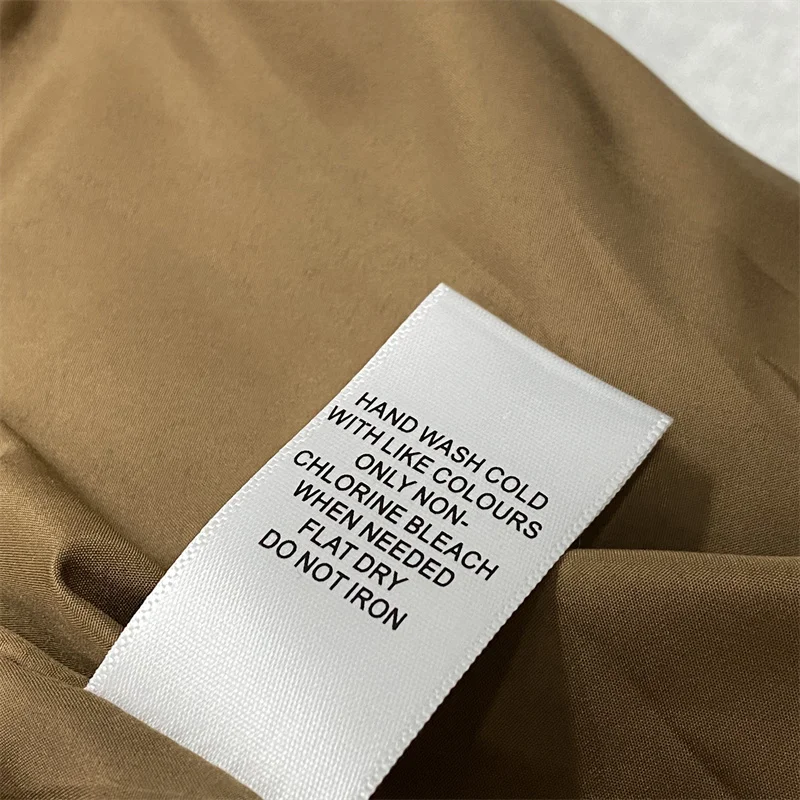 HAND WASH COLD
WITH LIKE COLOURS
ONLY NON-
CHLORINE BLEACH
WHEN NEEDED
FLAT DRY
DO NOT IRON